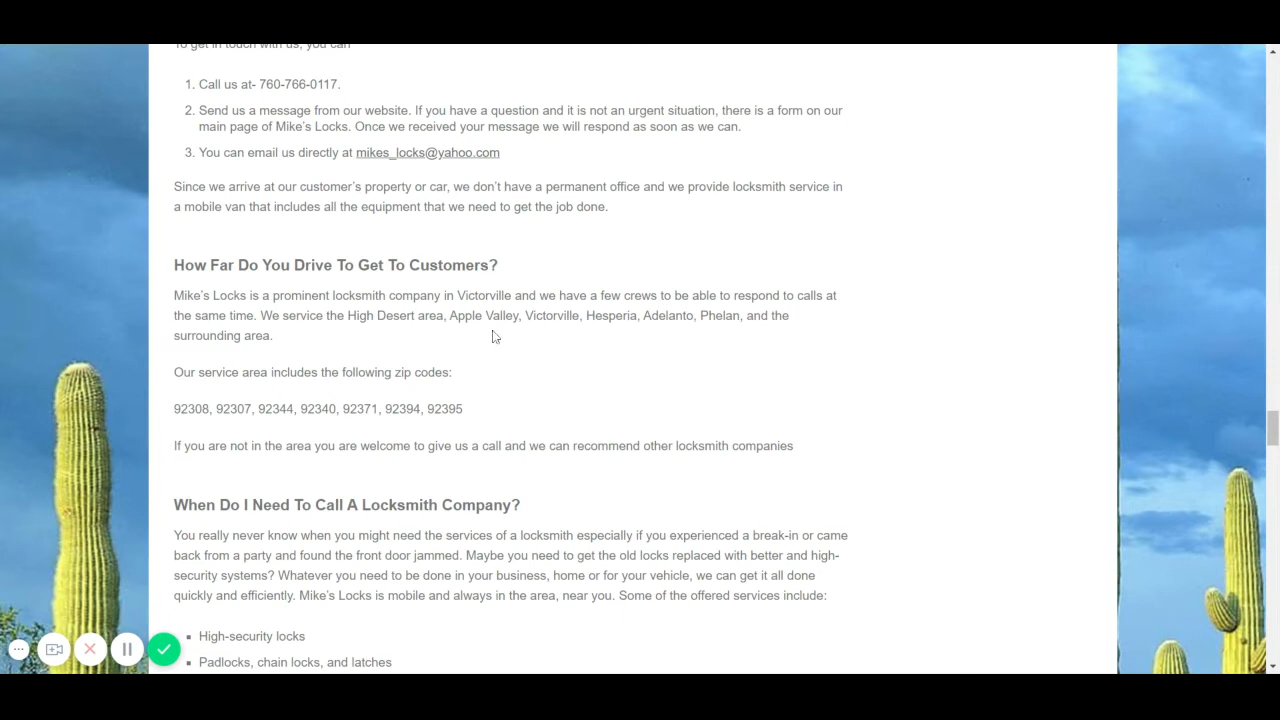 To get in touch with us, you can
1. Call us at- 760-766-0117.
2. Send us a message from our website. If you have a question and it is not an urgent situation, there is a form on our
main page of Mike's Locks. Once we received your message we will respond as soon as we can.
3. You can email us directly at mikes_locks@yahoo.com
Since we arrive at our customer's property or car, we don't have a permanent office and we provide locksmith service in
a mobile van that includes all the equipment that we need to get the job done.
How Far Do You Drive To Get To Customers?
Mike's Locks is a prominent locksmith company in Victorville and we have a few crews to be able to respond to calls at
the same time. We service the High Desert area, Apple Valley, Victorville, Hesperia, Adelanto, Phelan, and the
surrounding area.
Our service area includes the following zip codes:
92308, 92307, 92344, 92340, 92371, 92394, 92395
If you are not in the area you are welcome to give us a call and we can recommend other locksmith companies
When Do I Need To Call A Locksmith Company?
You really never know when you might need the services of a locksmith especially if you experienced a break-in or came
back from a party and found the front door jammed. Maybe you need to get the old locks replaced with better and high-
security systems? Whatever you need to be done in your business, home or for your vehicle, we can get it all done
quickly and efficiently. Mike's Locks is mobile and always in the area, near you. Some of the offered services include:
▪ High-security locks
▪ Padlocks, chain locks, and latches